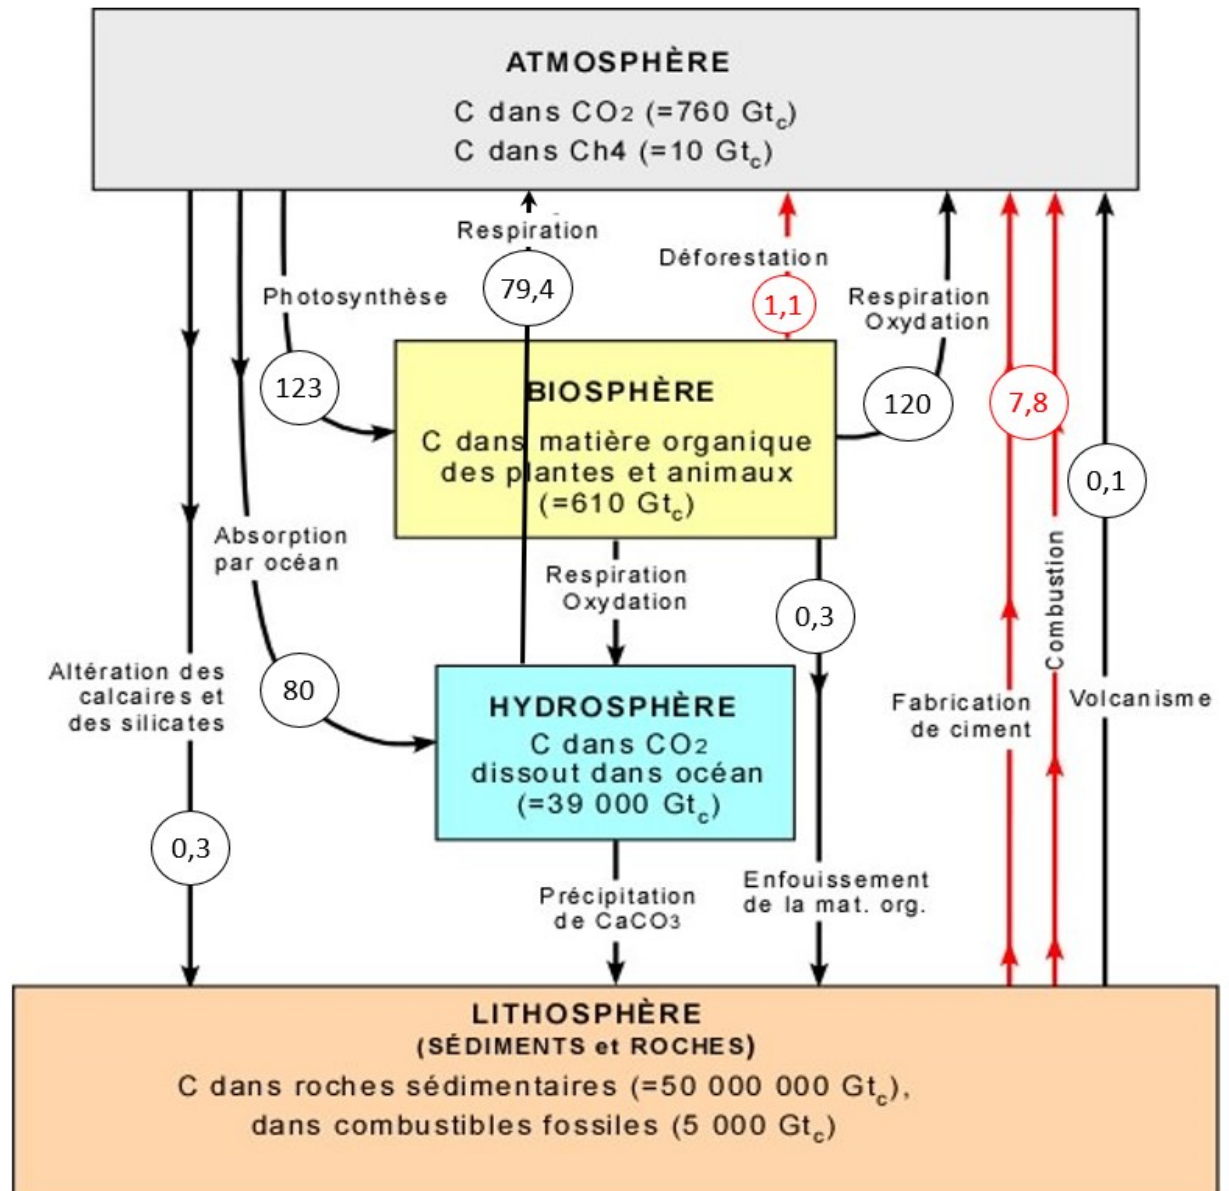 ATMOSPHÈRE
C dans CO2 (=760 Gtc)
C dans Ch4 (=10 Gtc)
Respiration
Déforestation
Photosynthèse
79,4
1,1
Respiration
Oxydation
123
BIOSPHÈRE
C dans matière organique
des plantes et animaux
(=610 Gtc)
120
7,8
0,1
Absorption
par océan
Respiration
Oxydation
0,3
Combustion
Altération des
calcaires et
des silicates
80
HYDROSPHÈRE
C dans CO2
dissout dans océan
(=39 000 Gtc)
Fabrication
de ciment
Volcanisme
0,3
Précipitation
de CaCO3
Enfouissement
de la mat. org.
LITHOSPHÈRE
(SÉDIMENTS et ROCHES)
C dans roches sédimentaires (=50 000 000 Gtc),
dans combustibles fossiles (5 000 Gtc)